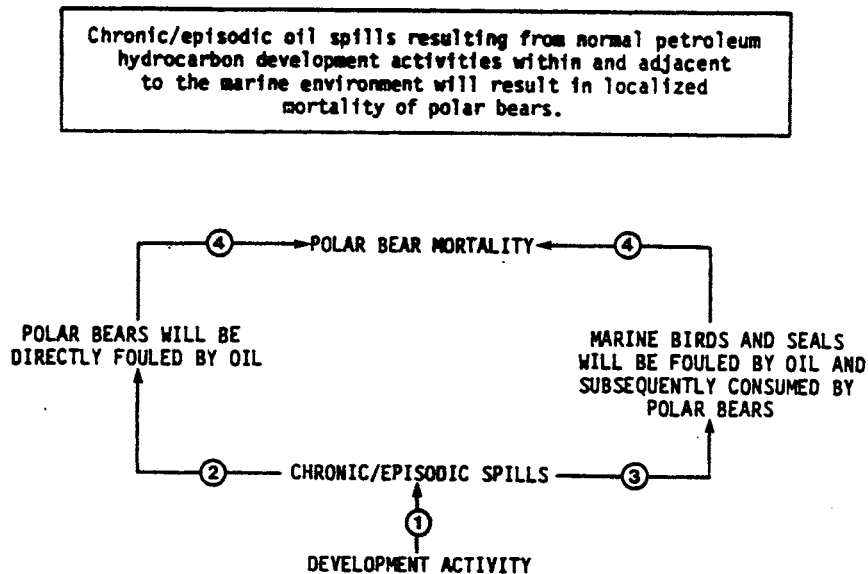 Chronic/episodic oil spills resulting from normal petroleum
hydrocarbon development activities within and adjacent
to the marine environment will result in localized
mortality of polar bears.
4
POLAR BEAR MORTALITY
4
POLAR BEARS WILL BE
DIRECTLY FOULED BY OIL
MARINE BIRDS AND SEALS
WILL BE FOULED BY OIL AND
SUBSEQUENTLY CONSUMED BY
POLAR BEARS
2
CHRONIC/EPISODIC SPILLS
3
1
DEVELOPMENT ACTIVITY